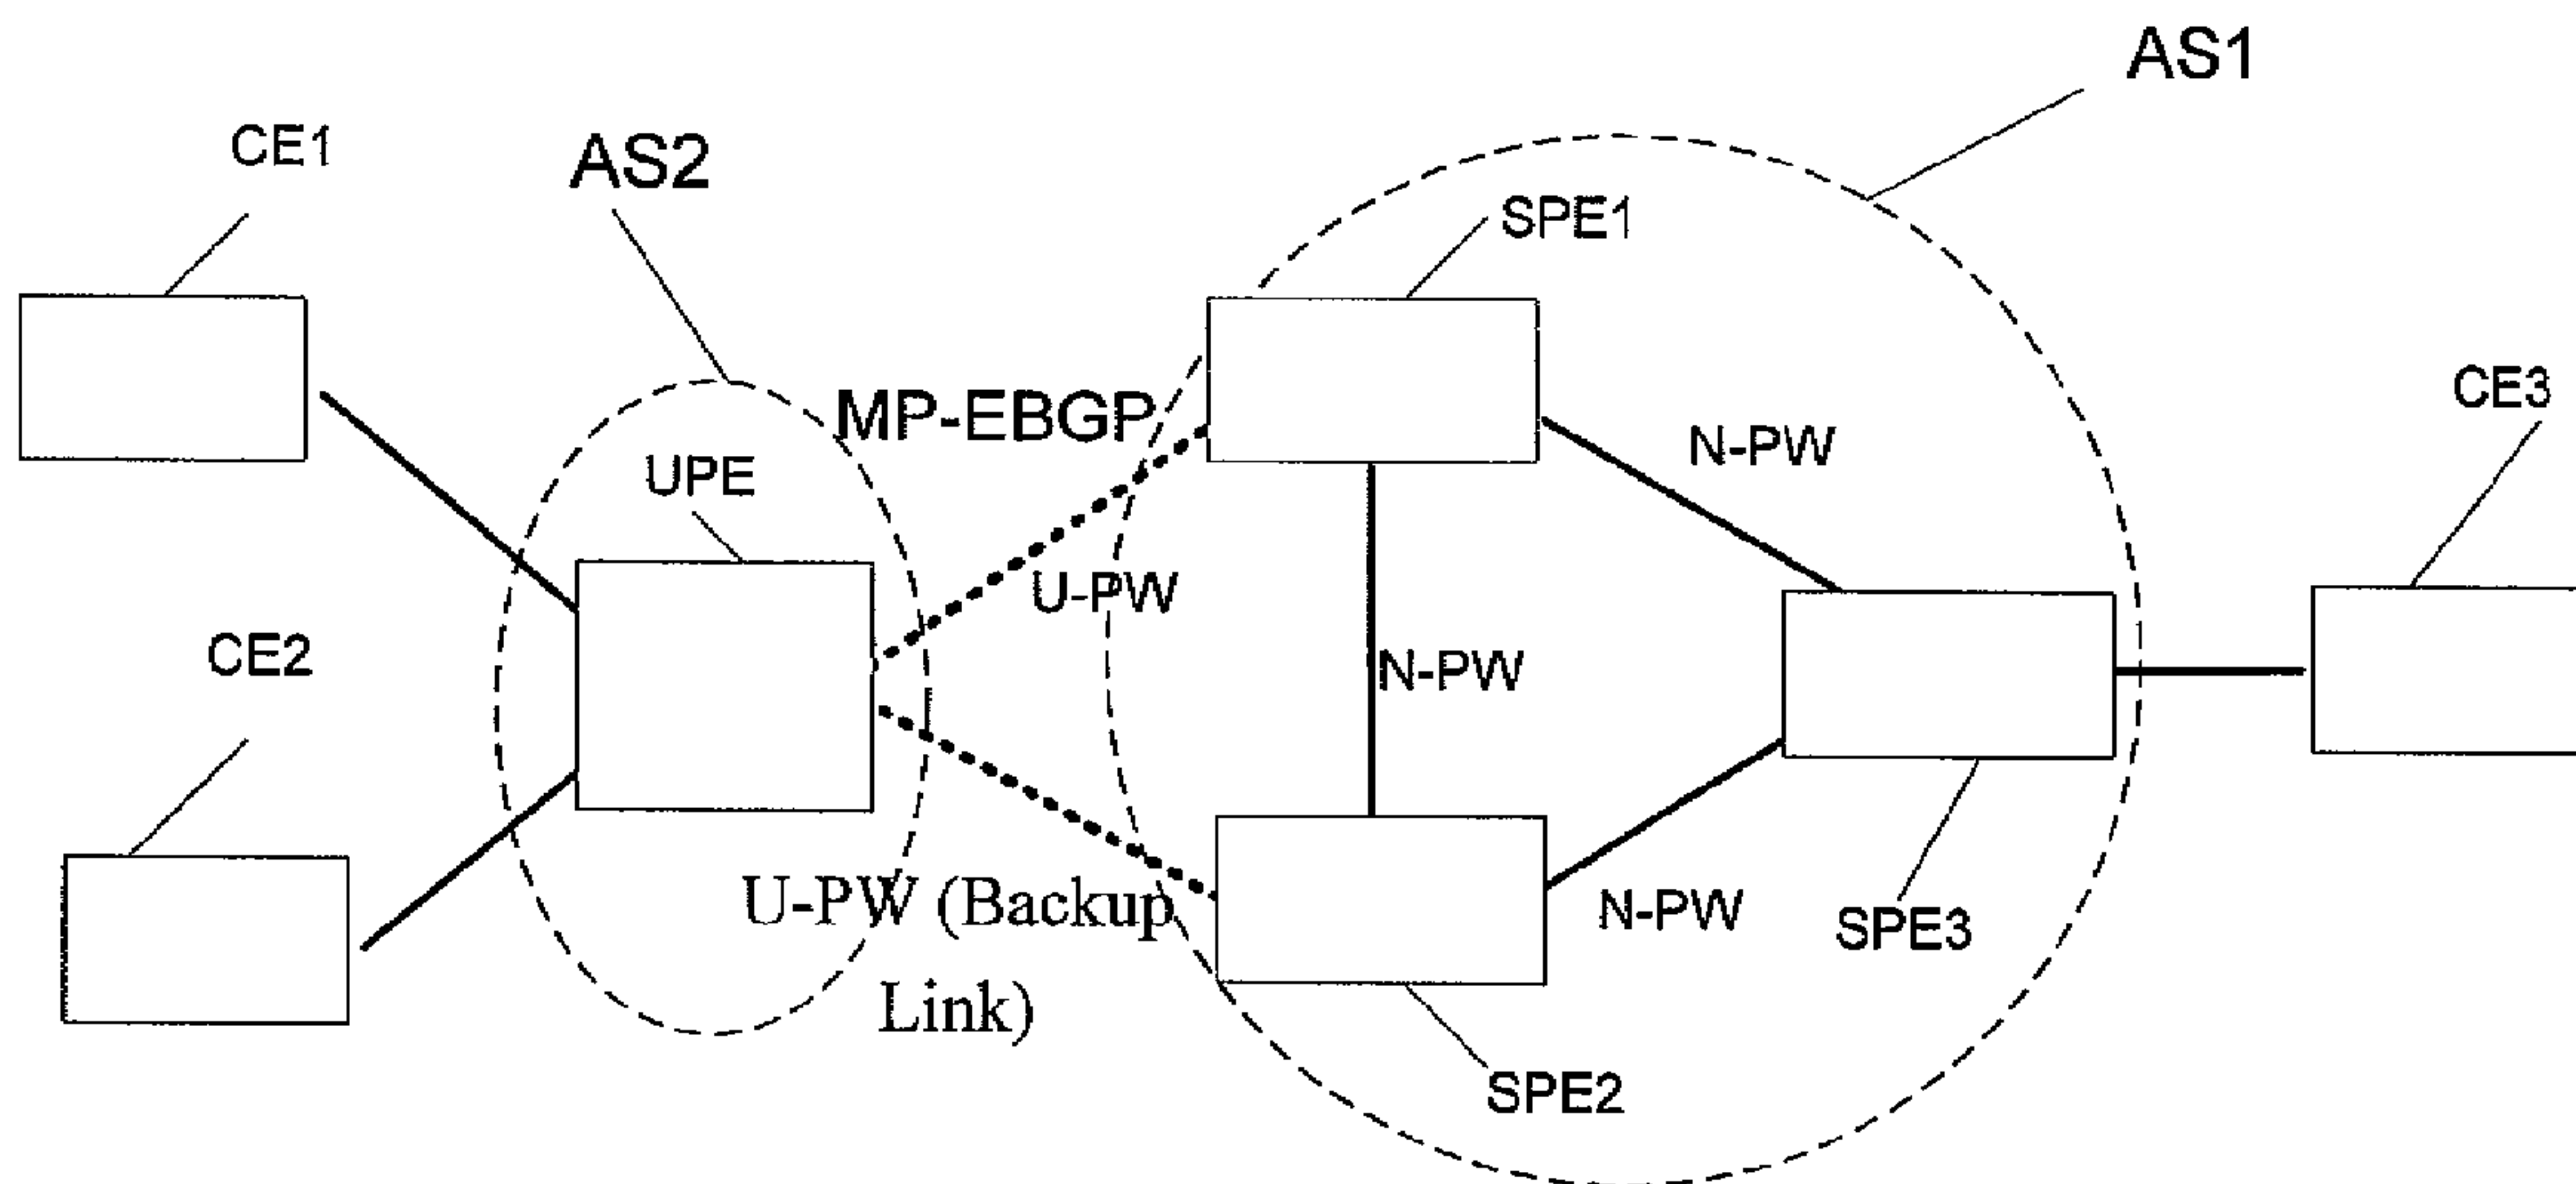 AS1
CE1
AS2
SPE1
MP-EBGP
CE3
N-PW
UPE
U-PW
CE2
N-PW
U-PW (Backup
Link)
N-PW
SPE3
SPE2